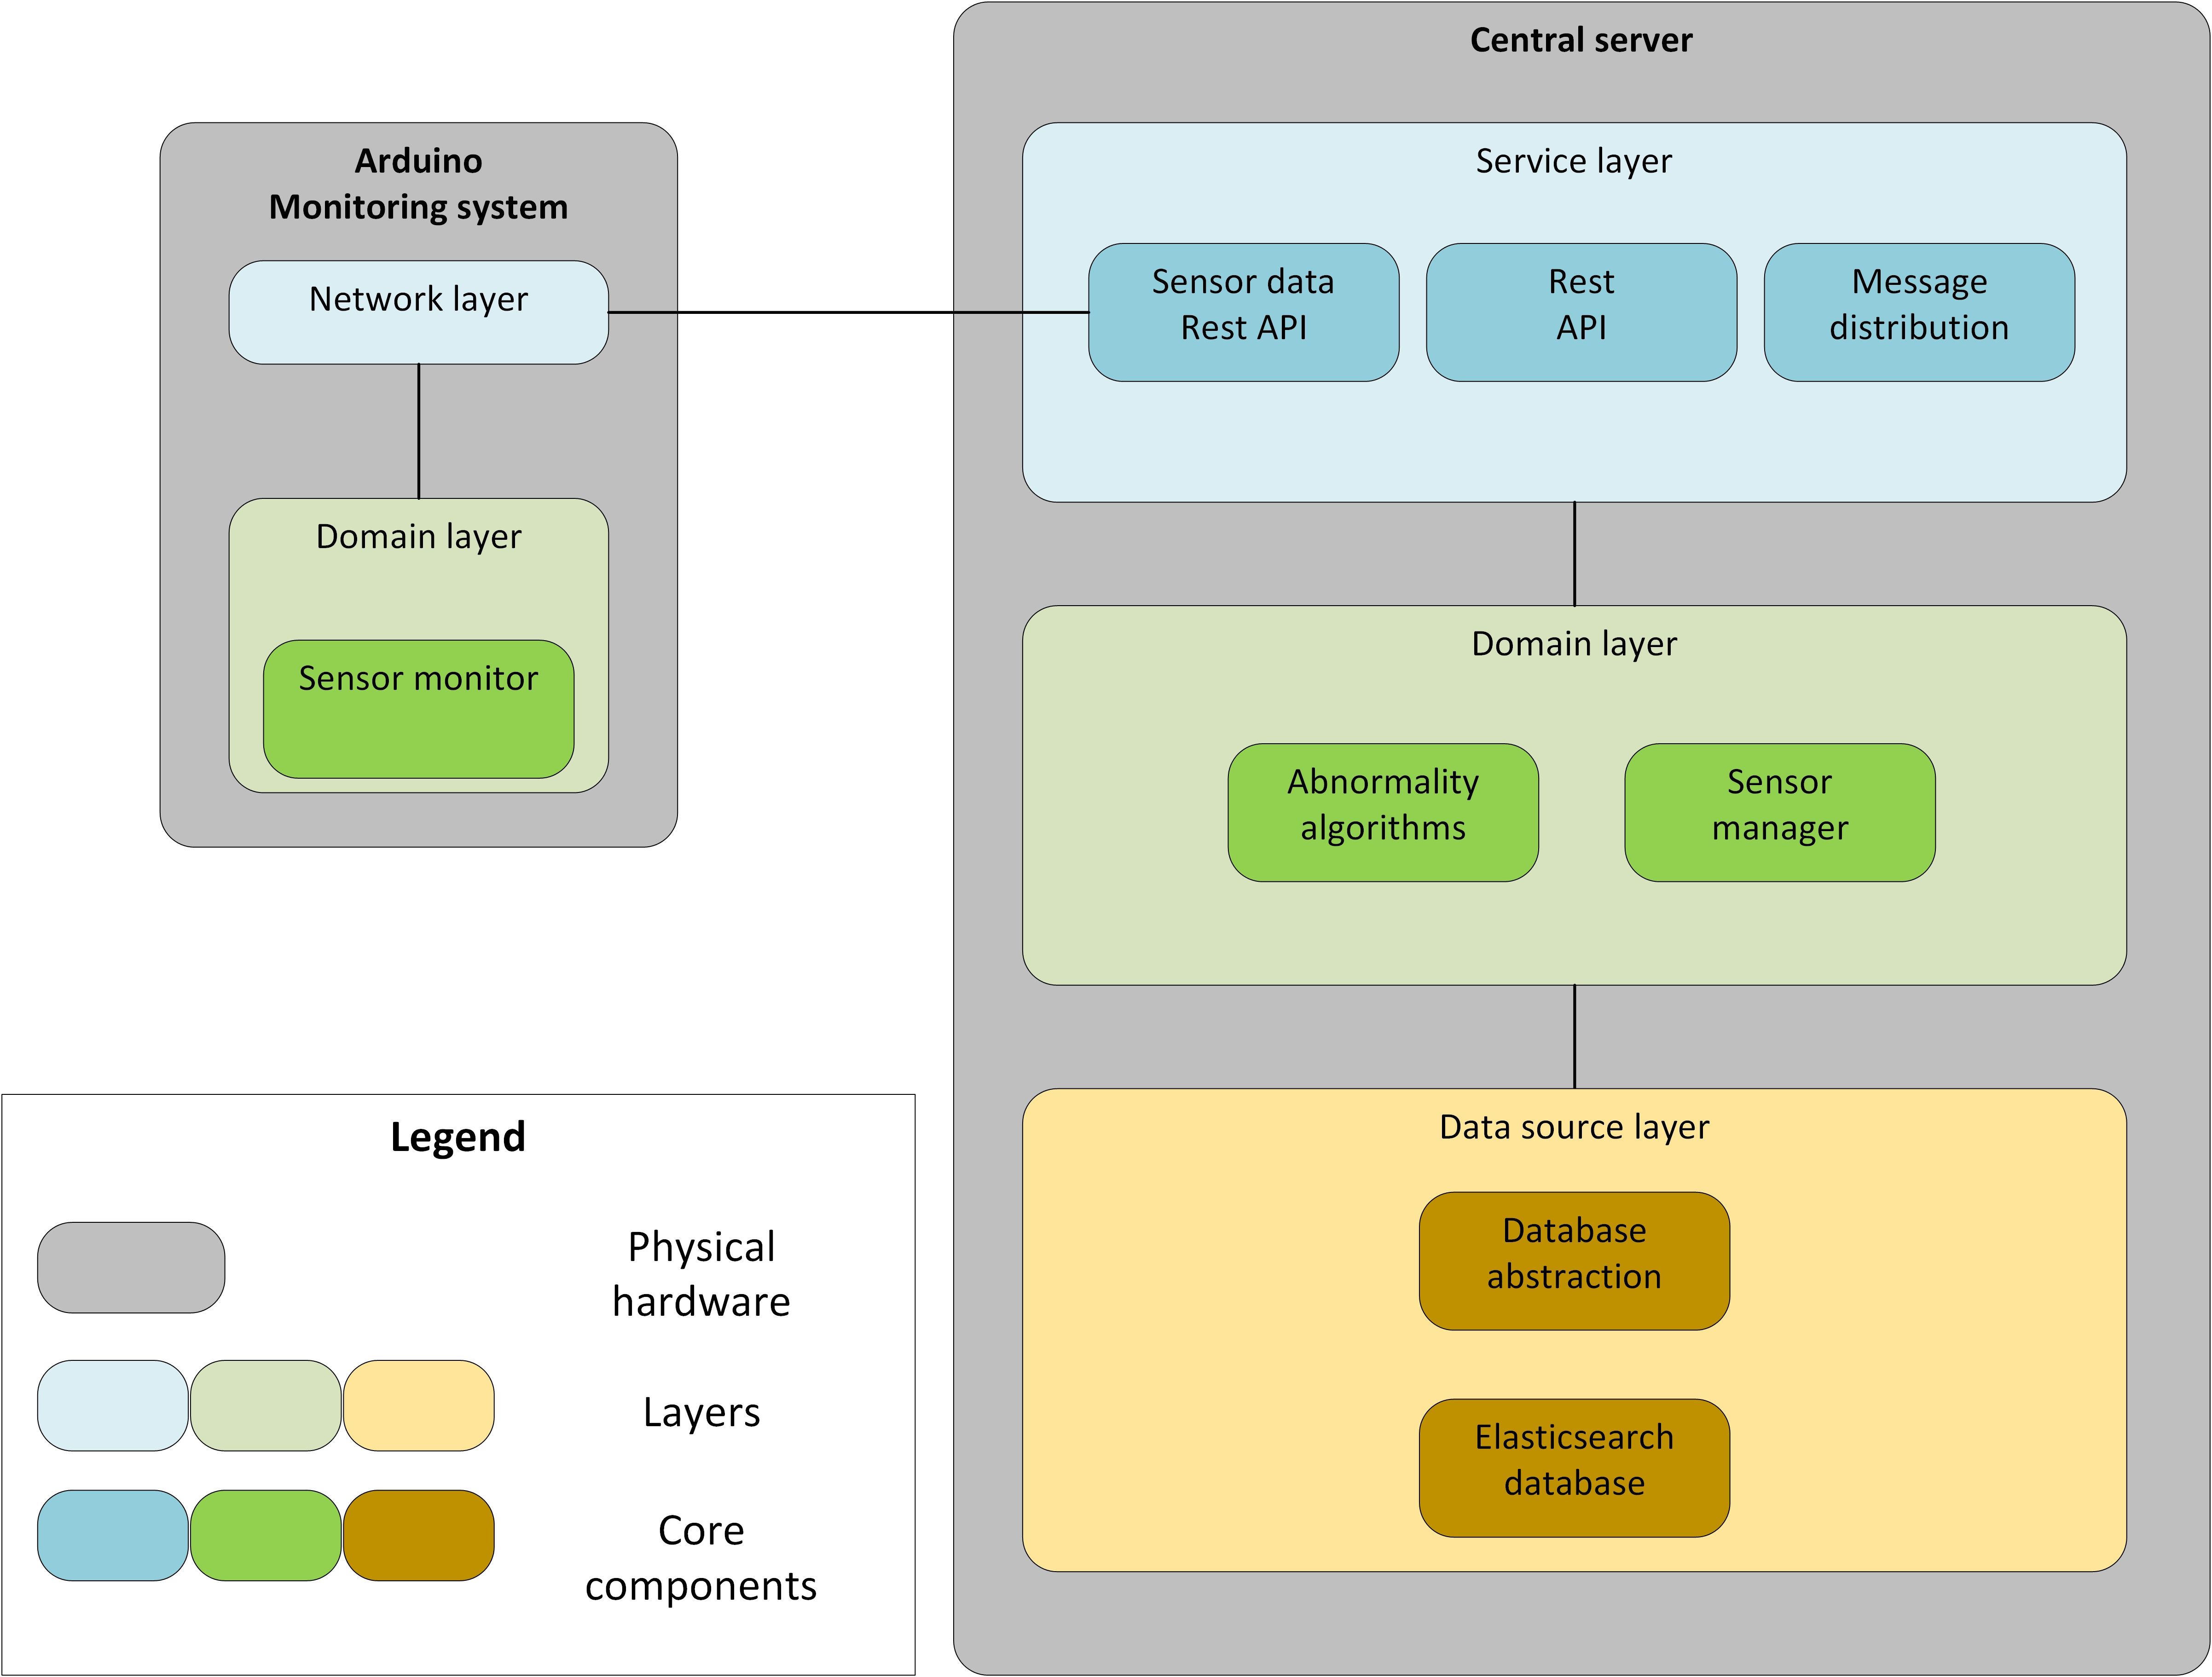 Central server
Arduino
Monitoring system
Network layer
Domain layer
Sensor monitor
Service layer
Sensor data
Rest API
Rest
API
Message
distribution
Domain layer
Abnormality
algorithms
Sensor
manager
Data source layer
Database
abstraction
Elasticsearch
database
Legend
Physical
hardware
Layers
Core
components